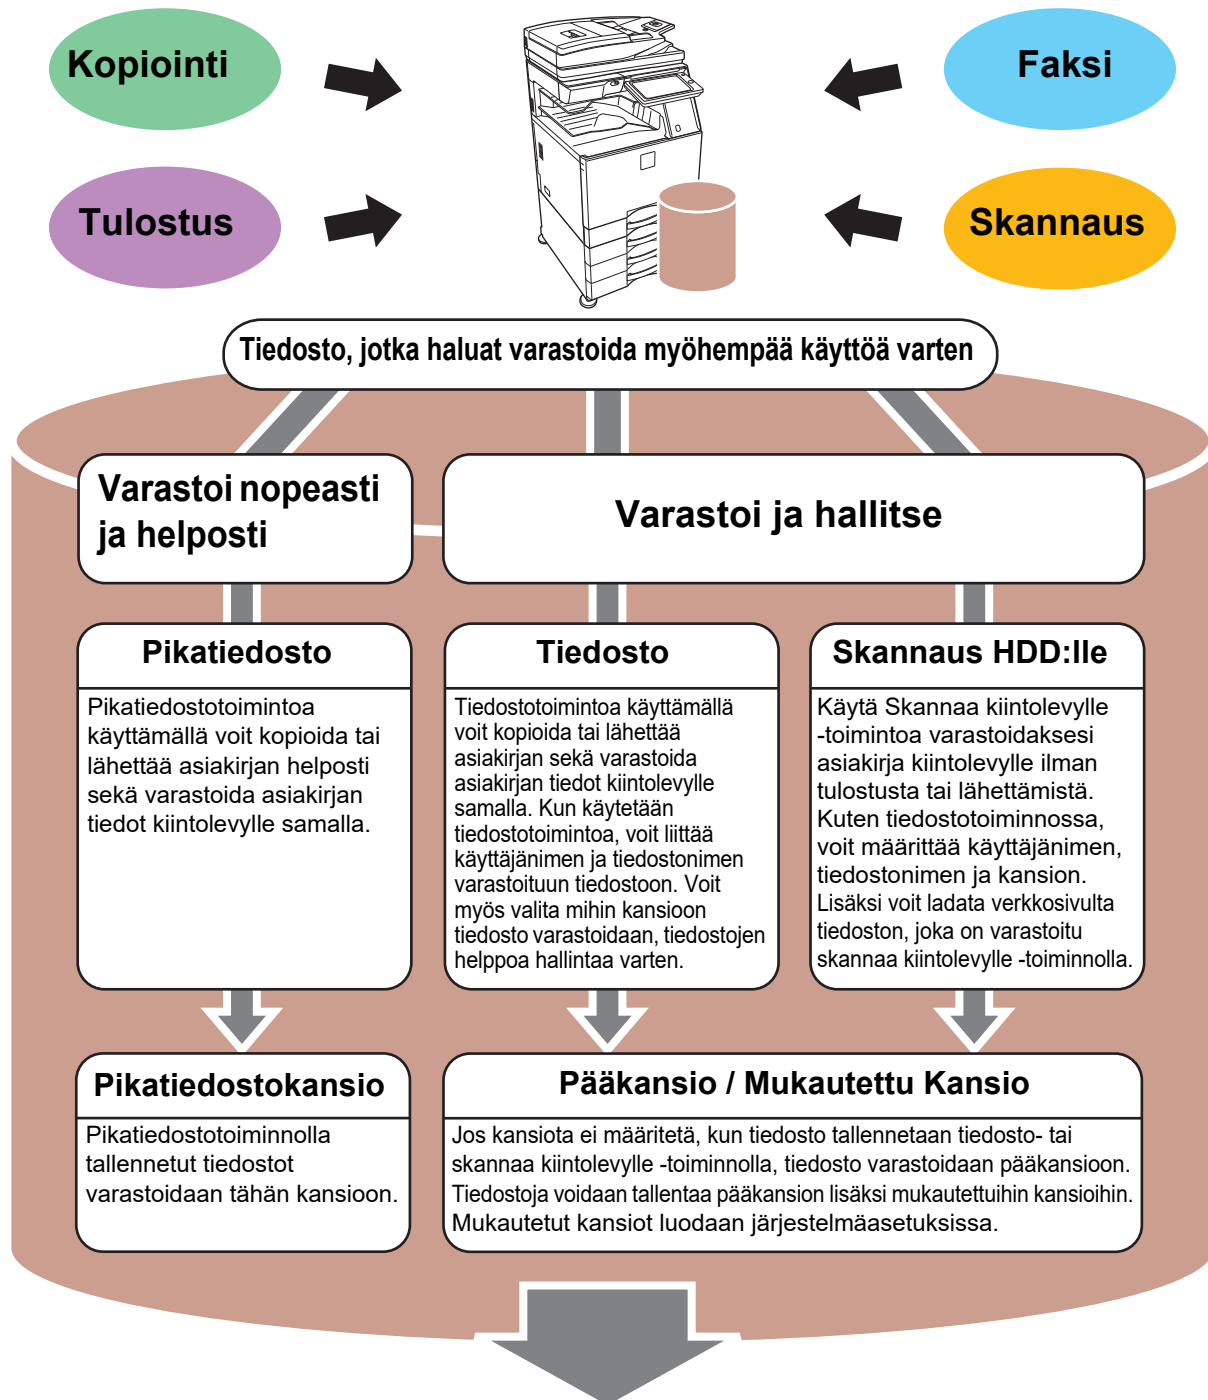 Kopiointi
Faksi
Tulostus
Skannaus
Tiedosto, jotka haluat varastoida myöhempää käyttöä varten
Varastoi nopeasti
ja helposti
Varastoi ja hallitse
Pikatiedosto
Pikatiedostotoimintoa
käyttämällä voit kopioida tai
lähettää asiakirjan helposti
sekä varastoida asiakirjan
tiedot kiintolevylle samalla.
Tiedosto
Tiedostotoimintoa käyttämällä
voit kopioida tai lähettää
asiakirjan sekä varastoida
asiakirjan tiedot kiintolevylle
samalla. Kun käytetään
tiedostotoimintoa, voit liittää
käyttäjänimen ja tiedostonimen
varastoituun tiedostoon. Voit
myös valita mihin kansioon
tiedosto varastoidaan, tiedostojen
helppoa hallintaa varten.
Skannaus HDD:lle
Käytä Skannaa kiintolevylle
-toimintoa varastoidaksesi
asiakirja kiintolevylle ilman
tulostusta tai lähettämistä.
Kuten tiedostotoiminnossa,
voit määrittää käyttäjänimen,
tiedostonimen ja kansion.
Lisäksi voit ladata verkkosivulta
tiedoston, joka on varastoitu
skannaa kiintolevylle -toiminnolla.
Pikatiedostokansio
Pikatiedostotoiminnolla
tallennetut tiedostot
varastoidaan tähän kansioon.
Pääkansio / Mukautettu Kansio
Jos kansiota ei määritetä, kun tiedosto tallennetaan tiedosto- tai
skannaa kiintolevylle -toiminnolla, tiedosto varastoidaan pääkansioon.
Tiedostoja voidaan tallentaa pääkansion lisäksi mukautettuihin kansioihin.
Mukautetut kansiot luodaan järjestelmäasetuksissa.